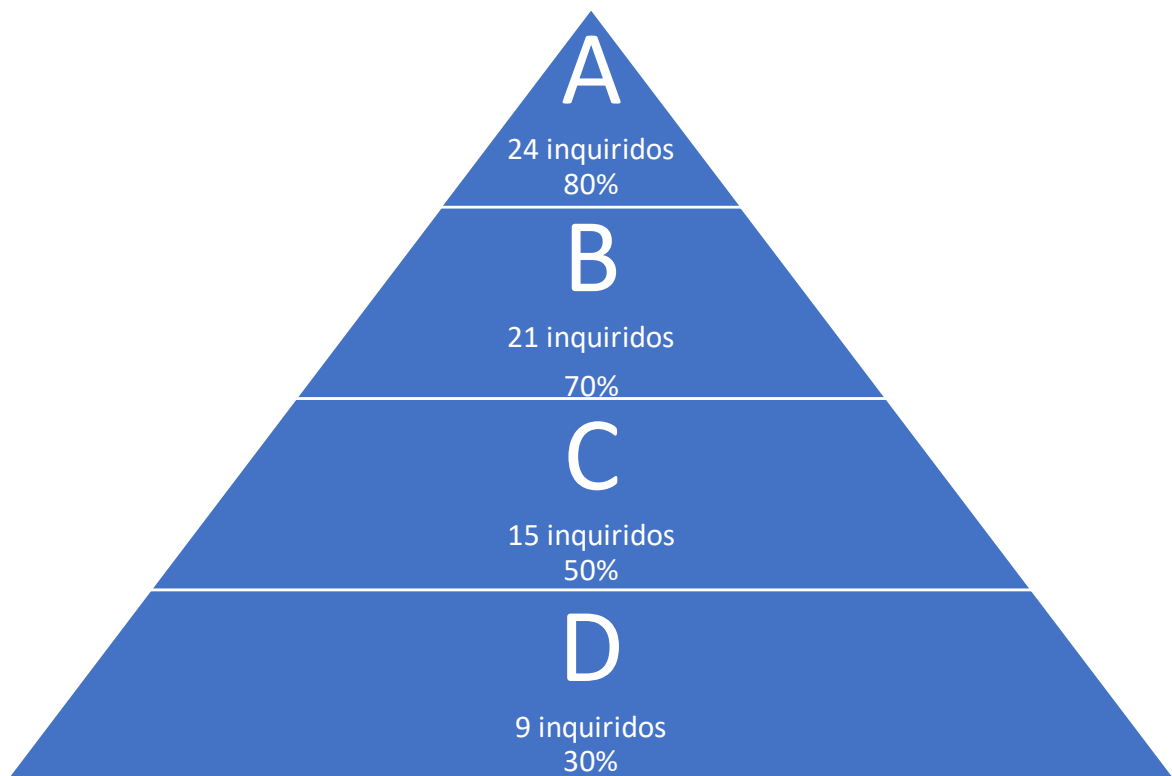 A
24 inquiridos
80%
B
21 inquiridos
70%
C
15 inquiridos
50%
D
9 inquiridos
30%